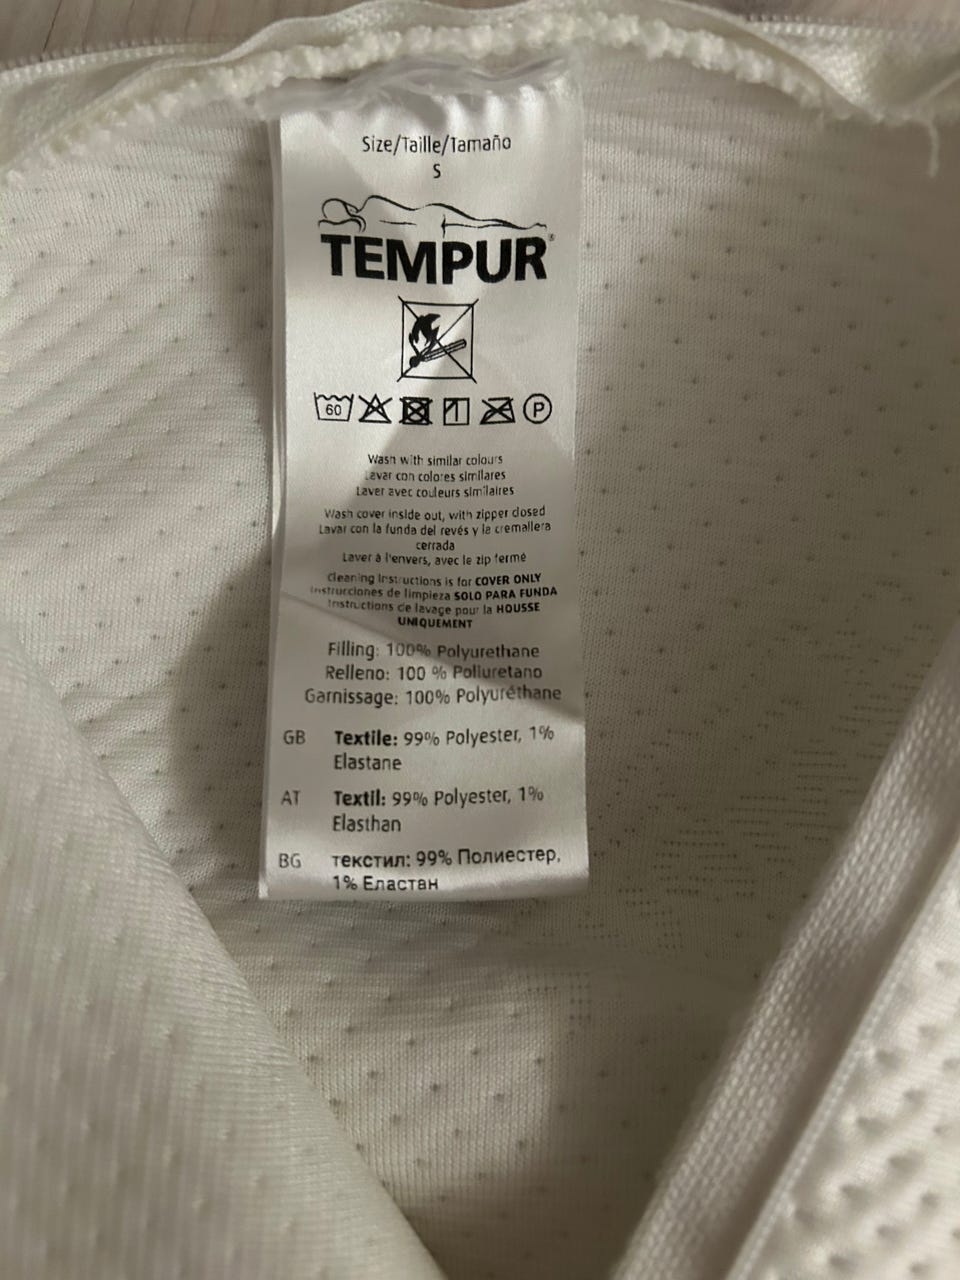 Size/Taille/Tamaño
S
TEMPUR®
60
P
Wash with similar colours
Lavar con colores similares
Laver avec couleurs similaires
Wash cover inside out, with zipper closed
Lavar con la funda del revés y la cremallera
cerrada
Laver à l'envers, avec le zip fermé
Cleaning Instructions is for COVER ONLY
Instrucciones de limpieza SOLO PARA FUNDA
Instructions de lavage pour la HOUSSE
UNIQUEMENT
Filling: 100% Polyurethane
Relleno: 100 % Poliuretano
Garnissage: 100% Polyuréthane
GB Textile: 99% Polyester, 1%
Elastane
AT Textil: 99% Polyester, 1%
Elasthan
BG текстил: 99% Полиестер,
1% Еластан